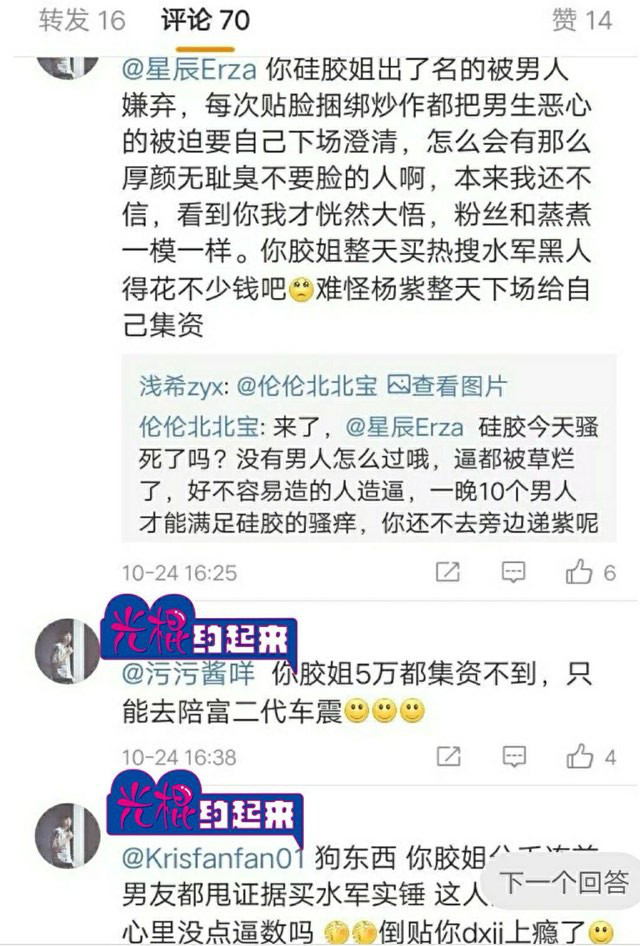 转发 16 评论 70 赞 14
@星辰Erza 你硅胶姐出了名的被男人
嫌弃，每次贴脸捆绑炒作都把男生恶心
的被迫要自己下场澄清，怎么会有那么
厚颜无耻臭不要脸的人啊，本来我还不
信，看到你我才恍然大悟，粉丝和蒸煮
一模一样。你胶姐整天买热搜水军黑人
得花不少钱吧🙁难怪杨紫整天下场给自
己集资
浅希zyx: @伦伦北北宝 查看图片
伦伦北北宝: 来了，@星辰Erza 硅胶今天骚
死了吗？没有男人怎么过哦，逼都被草烂
了，好不容易造的人造逼，一晚10个男人
才能满足硅胶的骚痒，你还不去旁边递紫呢
10-24 16:25 6
光棍约起来
@污污酱咩 你胶姐5万都集资不到，只
能去陪富二代车震🙂🙂🙂
10-24 16:38 4
光棍约起来
@Krisfanfan01 狗东西 你胶姐
下一个回答
男友都甩证据买水军实锤 这人
心里没点逼数吗 倒贴你dxjj上瘾了🙂